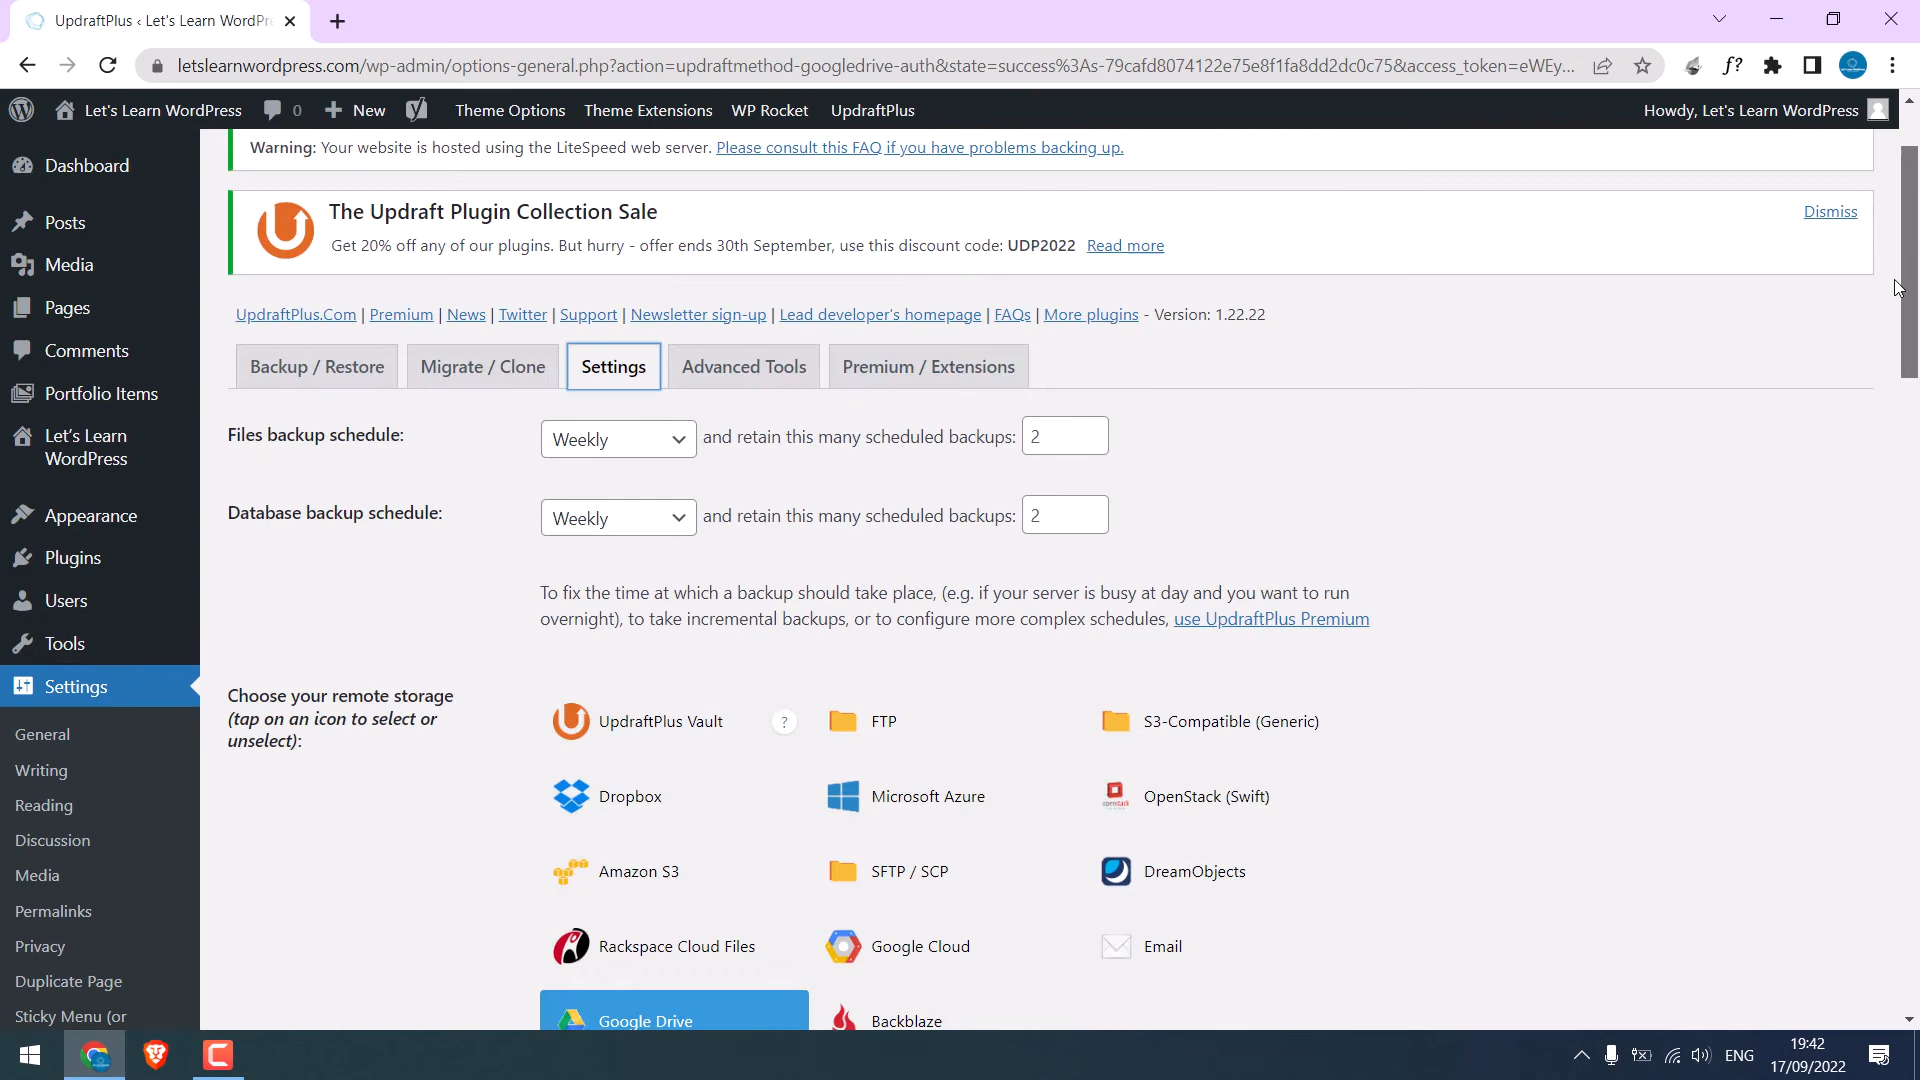 UpdraftPlus ‹ Let's Learn WordPre
letslearnwordpress.com/wp-admin/options-general.php?action=updraftmethod-googledrive-auth&state=success%3As-79cafd8074122e75e8f1fa8dd2dc0c75&access_token=eWEy...
Let's Learn WordPress 0 New Theme Options Theme Extensions WP Rocket UpdraftPlus Howdy, Let's Learn WordPress
Warning: Your website is hosted using the LiteSpeed web server. Please consult this FAQ if you have problems backing up.
The Updraft Plugin Collection Sale
Dismiss
Get 20% off any of our plugins. But hurry - offer ends 30th September, use this discount code: UDP2022 Read more
UpdraftPlus.Com | Premium | News | Twitter | Support | Newsletter sign-up | Lead developer's homepage | FAQs | More plugins - Version: 1.22.22
Backup / Restore Migrate / Clone Settings Advanced Tools Premium / Extensions
Files backup schedule: Weekly and retain this many scheduled backups: 2
Database backup schedule: Weekly and retain this many scheduled backups: 2
To fix the time at which a backup should take place, (e.g. if your server is busy at day and you want to run
overnight), to take incremental backups, or to configure more complex schedules, use UpdraftPlus Premium
Choose your remote storage
(tap on an icon to select or
unselect):
UpdraftPlus Vault ? FTP S3-Compatible (Generic)
Dropbox Microsoft Azure OpenStack (Swift)
Amazon S3 SFTP / SCP DreamObjects
Rackspace Cloud Files Google Cloud Email
Google Drive Backblaze
Dashboard
Posts
Media
Pages
Comments
Portfolio Items
Let's Learn
WordPress
Appearance
Plugins
Users
Tools
Settings
General
Writing
Reading
Discussion
Media
Permalinks
Privacy
Duplicate Page
Sticky Menu (or
ENG
19:42
17/09/2022